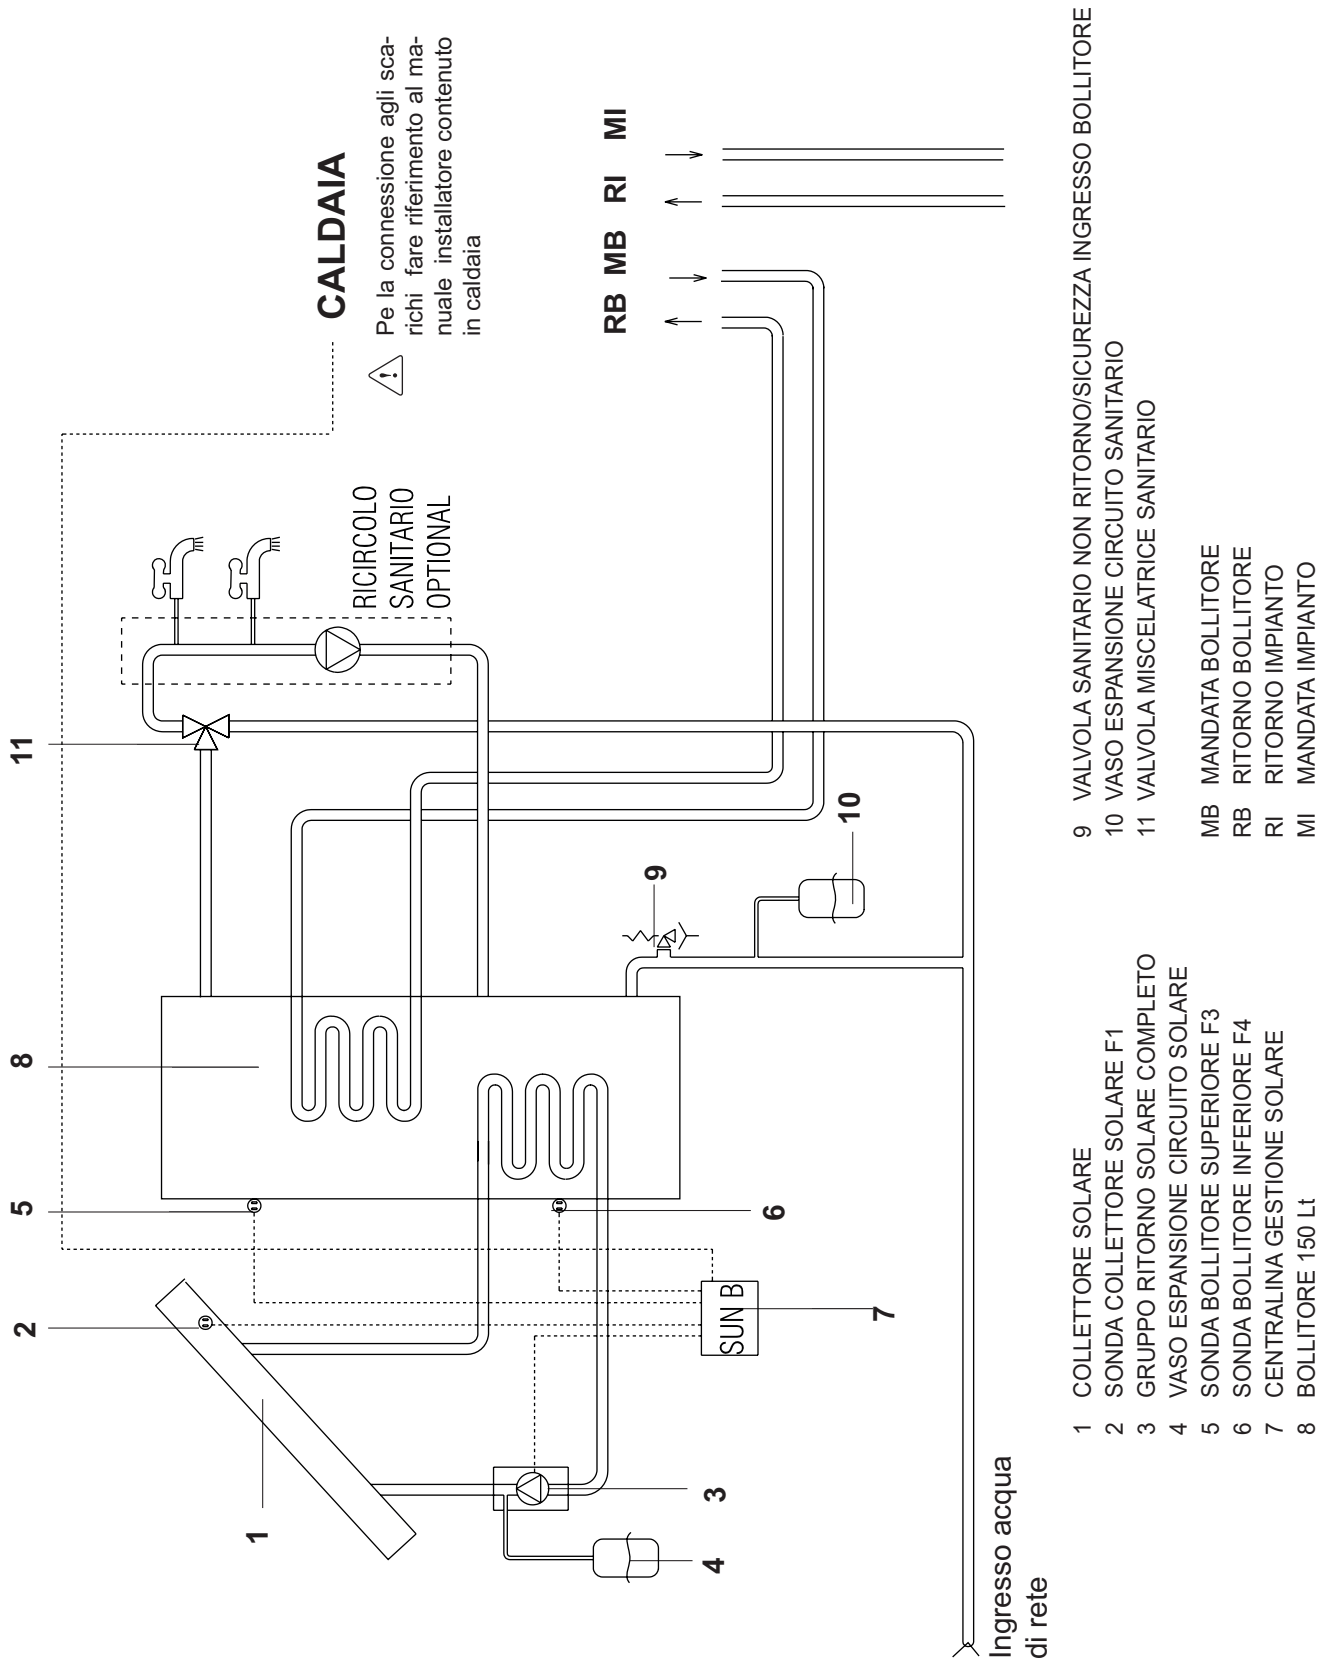 CALDAIA
Pe la connessione agli sca-
richi fare riferimento al ma-
nuale installatore contenuto
in caldaia
11
8
5
2
1
RICIRCOLO
SANITARIO
OPTIONAL
RB MB RI MI
9
10
6
7
SUN B
3
4
Ingresso acqua
di rete
1 COLLETTORE SOLARE
2 SONDA COLLETTORE SOLARE F1
3 GRUPPO RITORNO SOLARE COMPLETO
4 VASO ESPANSIONE CIRCUITO SOLARE
5 SONDA BOLLITORE SUPERIORE F3
6 SONDA BOLLITORE INFERIORE F4
7 CENTRALINA GESTIONE SOLARE
8 BOLLITORE 150 Lt
9 VALVOLA SANITARIO NON RITORNO/SICUREZZA INGRESSO BOLLITORE
10 VASO ESPANSIONE CIRCUITO SANITARIO
11 VALVOLA MISCELATRICE SANITARIO
MB MANDATA BOLLITORE
RB RITORNO BOLLITORE
RI RITORNO IMPIANTO
MI MANDATA IMPIANTO